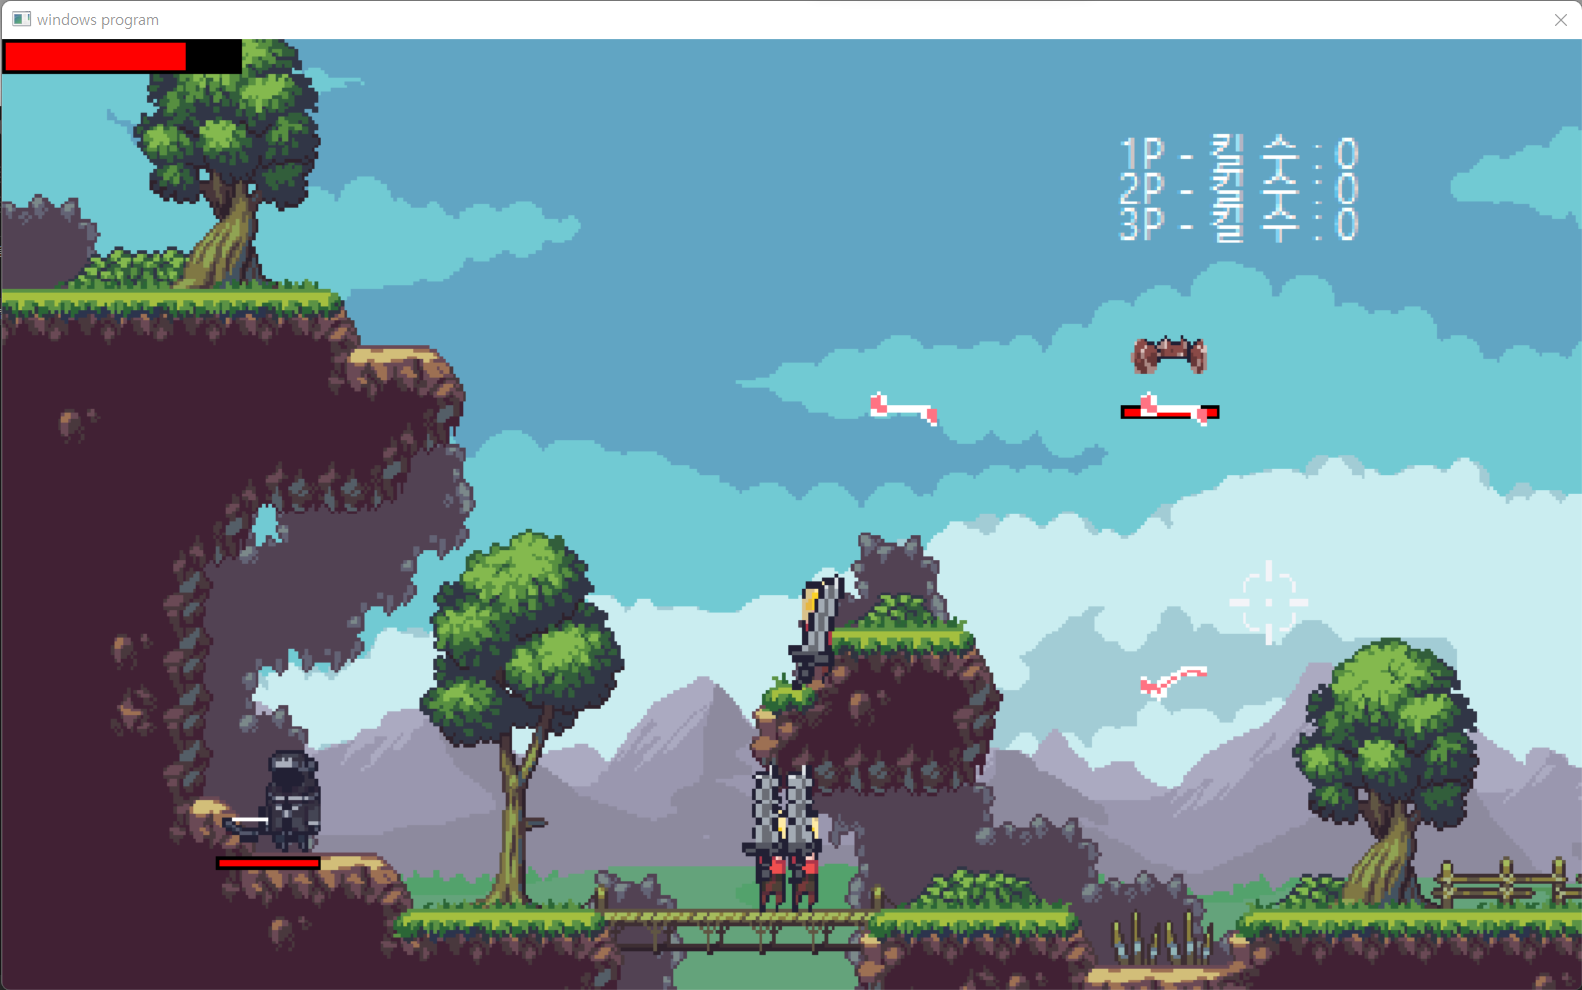 windows program
1P - 킬 수 : 0
2P - 킬 수 : 0
3P - 킬 수 : 0